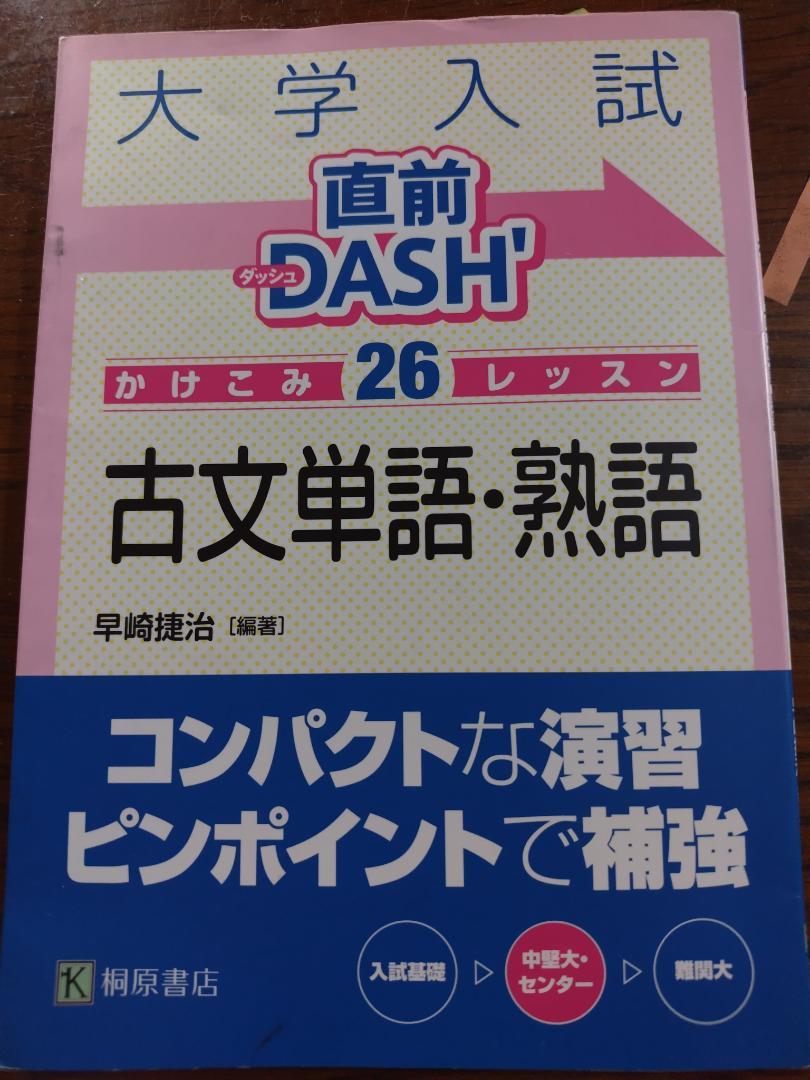 大学入試
直前
ダッシュ
DASH'
かけこみ26レッスン
古文単語・熟語
早崎捷治[編著]
コンパクトな演習
ピンポイントで補強
入試基礎 ▷ 中堅大・センター ▷ 難関大
K 桐原書店